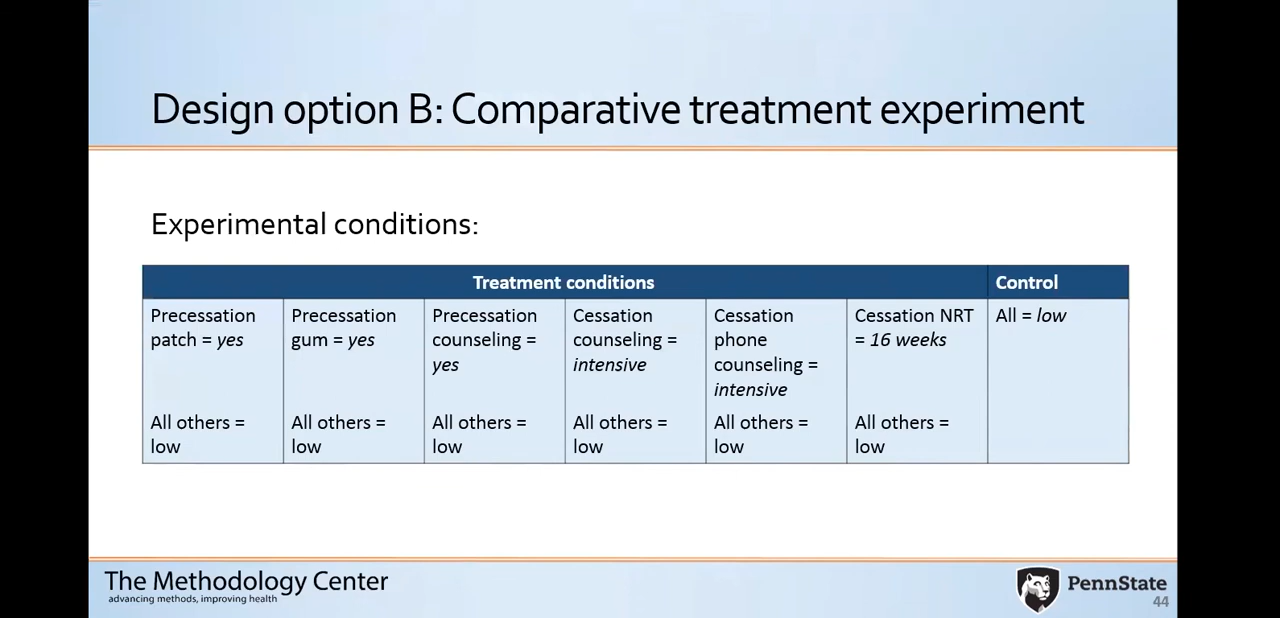 Design option B: Comparative treatment experiment
Experimental conditions:
Treatment conditions
Control
Precessation
patch = yes
All others =
low
Precessation
gum = yes
All others =
low
Precessation
counseling =
yes
All others =
low
Cessation
counseling =
intensive
All others =
low
Cessation
phone
counseling =
intensive
All others =
low
Cessation NRT
= 16 weeks
All others =
low
All = low
The Methodology Center
advancing methods, improving health
PennState
44